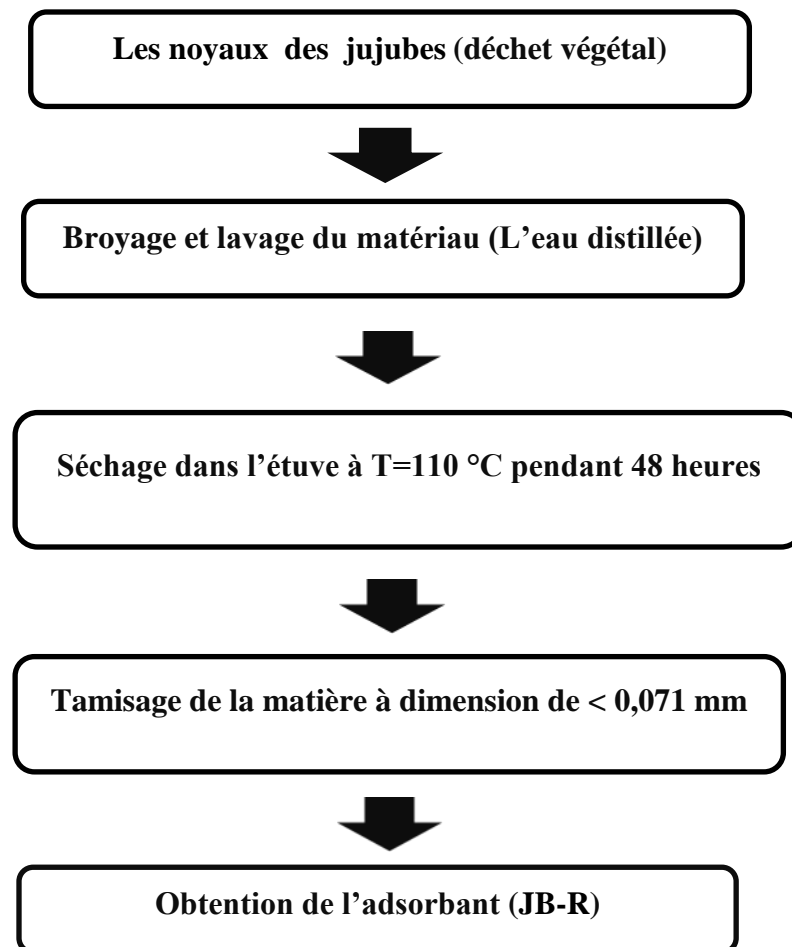 Les noyaux des jujubes (déchet végétal)
Broyage et lavage du matériau (L’eau distillée)
Séchage dans l’étuve à T=110 °C pendant 48 heures
Tamisage de la matière à dimension de < 0,071 mm
Obtention de l’adsorbant (JB-R)